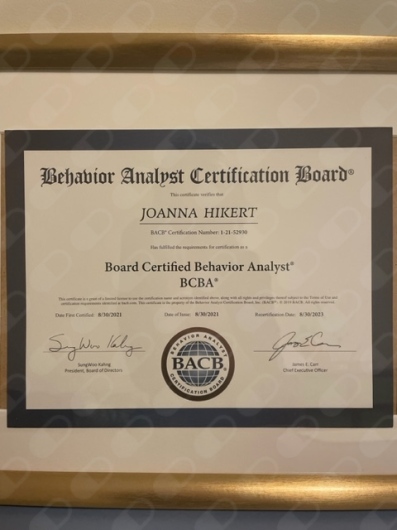 Behavior Analyst Certification Board®
This certificate verifies that
JOANNA HIKERT
BACB® Certification Number: 1-21-52930
Has fulfilled the requirements for certification as a
Board Certified Behavior Analyst®
BCBA®
Date First Certified: 8/30/2021 Date of Issue: 8/30/2021 Recertification Date: 8/30/2023
BEHAVIOR ANALYST
BACB
CERTIFICATION BOARD
President, Board of Directors
James E. Carr
Chief Executive Officer